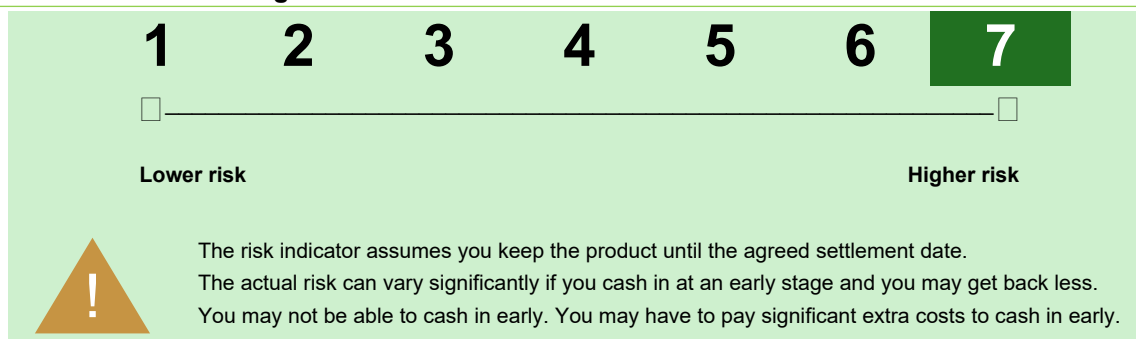 1 2 3 4 5 6 7
Lower risk Higher risk
The risk indicator assumes you keep the product until the agreed settlement date.
The actual risk can vary significantly if you cash in at an early stage and you may get back less.
!
You may not be able to cash in early. You may have to pay significant extra costs to cash in early.